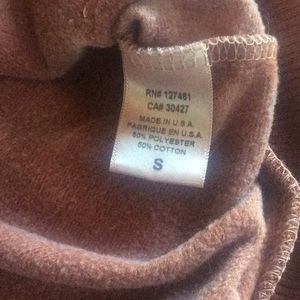 RN# 127461
CA# 30427
MADE IN U.S.A
FABRIQUE EN U.S.A
50% POLYESTER
50% COTTON
S